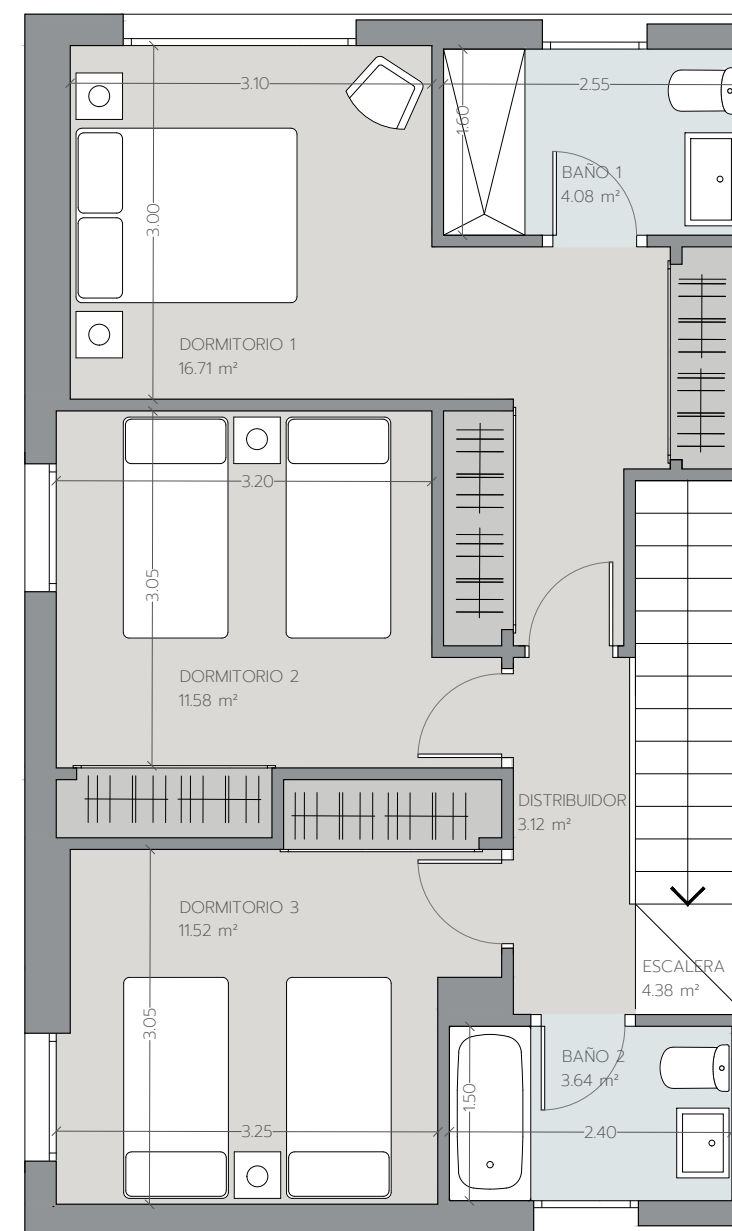 3.10
2.55
1.60
BAÑO 1
4.08 m²
3.00
DORMITORIO 1
16.71 m²
3.20
3.05
DORMITORIO 2
11.58 m²
DISTRIBUIDOR
3.12 m²
DORMITORIO 3
11.52 m²
ESCALERA
4.38 m²
3.05
BAÑO 2
3.64 m²
1.50
3.25
2.40